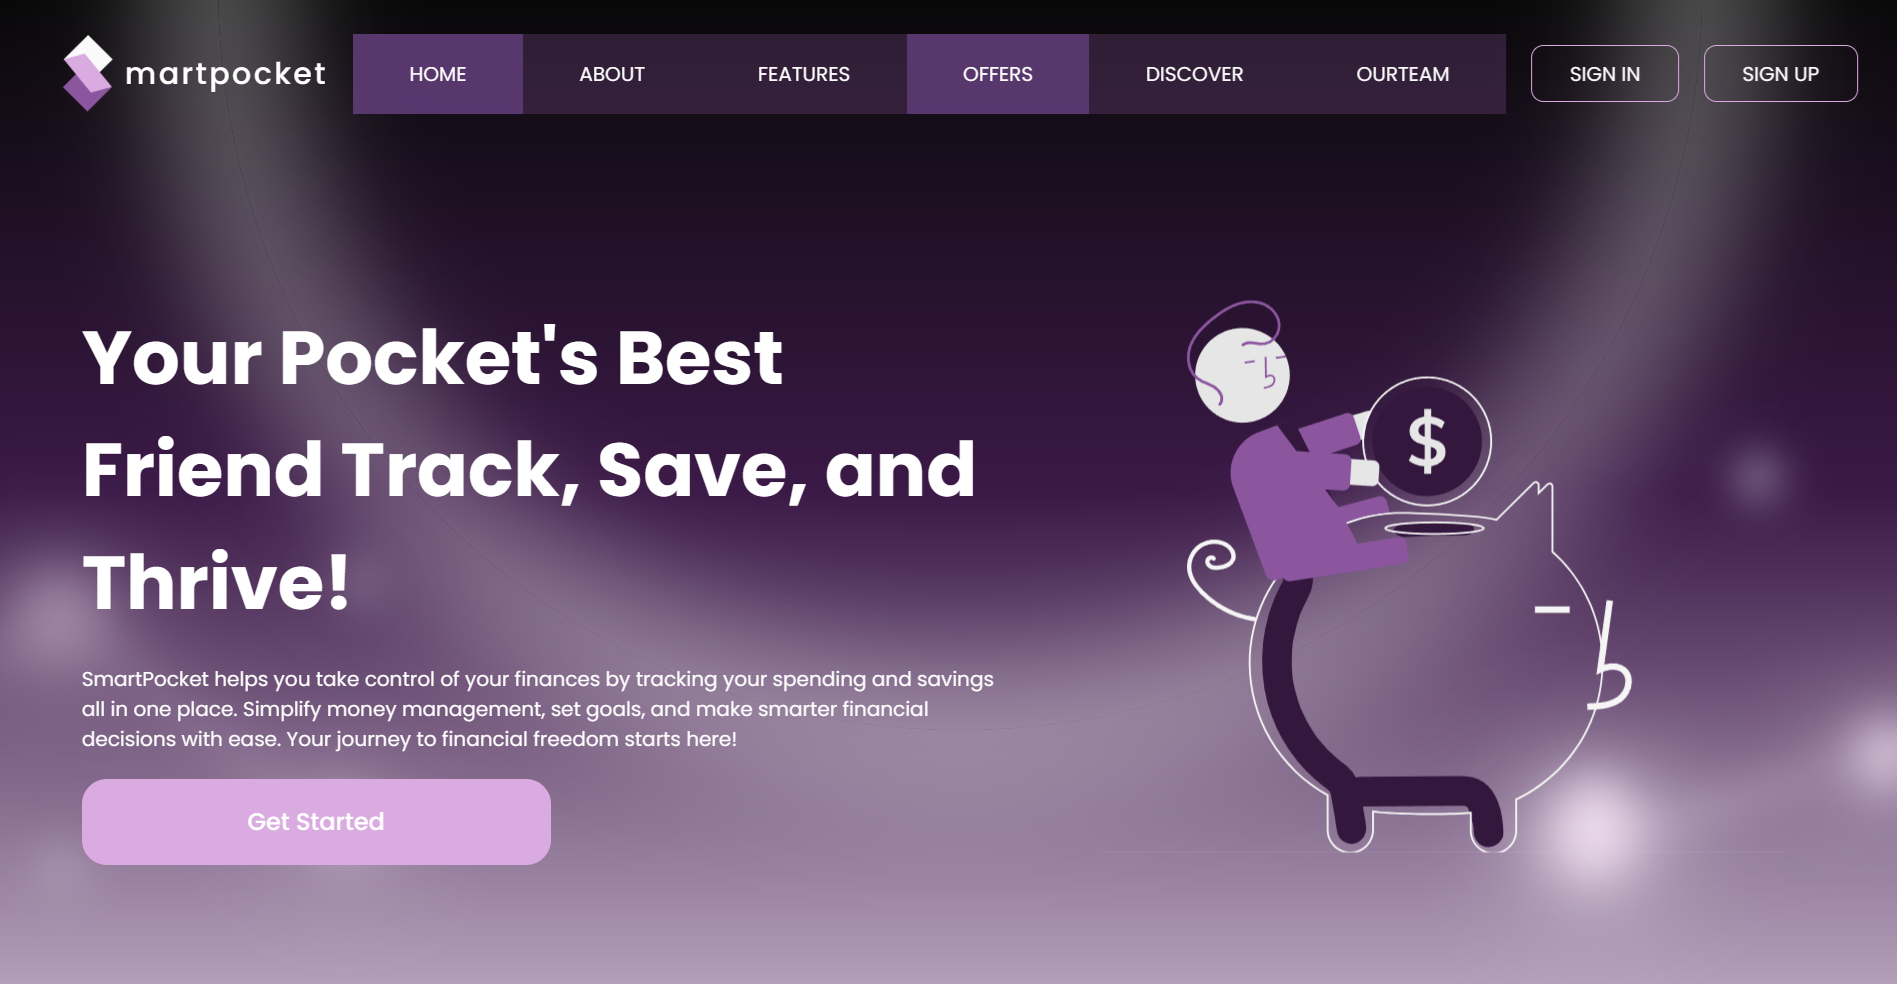 martpocket
HOME ABOUT FEATURES OFFERS DISCOVER OURTEAM SIGN IN SIGN UP
Your Pocket's Best
Friend Track, Save, and
Thrive!
$
SmartPocket helps you take control of your finances by tracking your spending and savings
all in one place. Simplify money management, set goals, and make smarter financial
decisions with ease. Your journey to financial freedom starts here!
Get Started